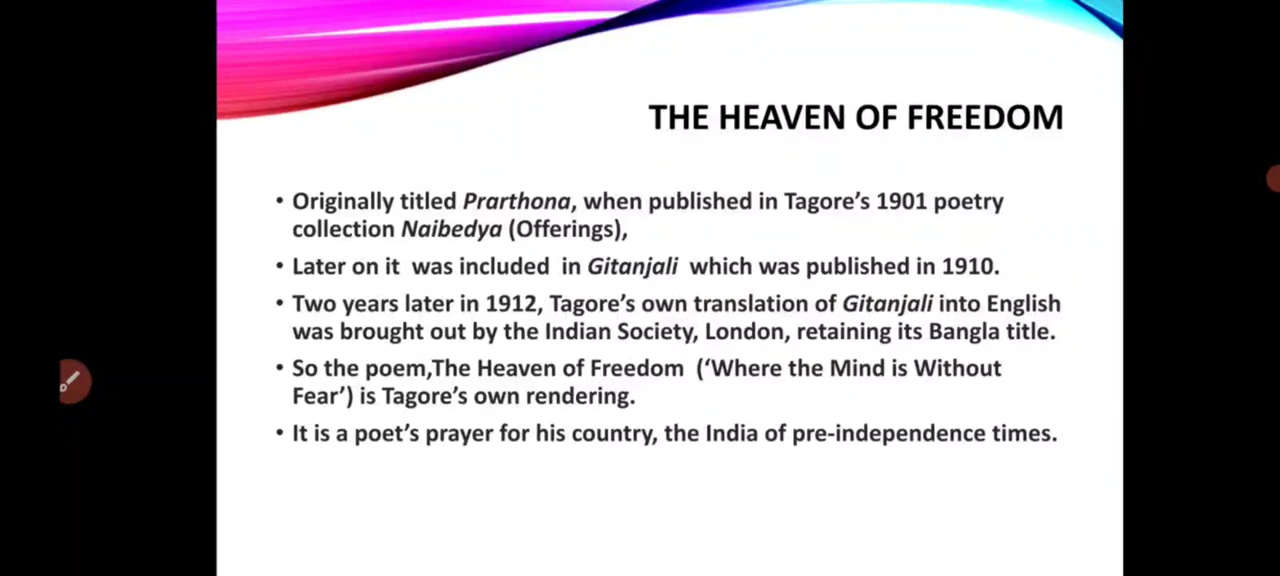 THE HEAVEN OF FREEDOM
• Originally titled Prarthona, when published in Tagore's 1901 poetry
collection Naibedya (Offerings),
• Later on it was included in Gitanjali which was published in 1910.
• Two years later in 1912, Tagore's own translation of Gitanjali into English
was brought out by the Indian Society, London, retaining its Bangla title.
• So the poem,The Heaven of Freedom ('Where the Mind is Without
Fear') is Tagore's own rendering.
• It is a poet's prayer for his country, the India of pre-independence times.